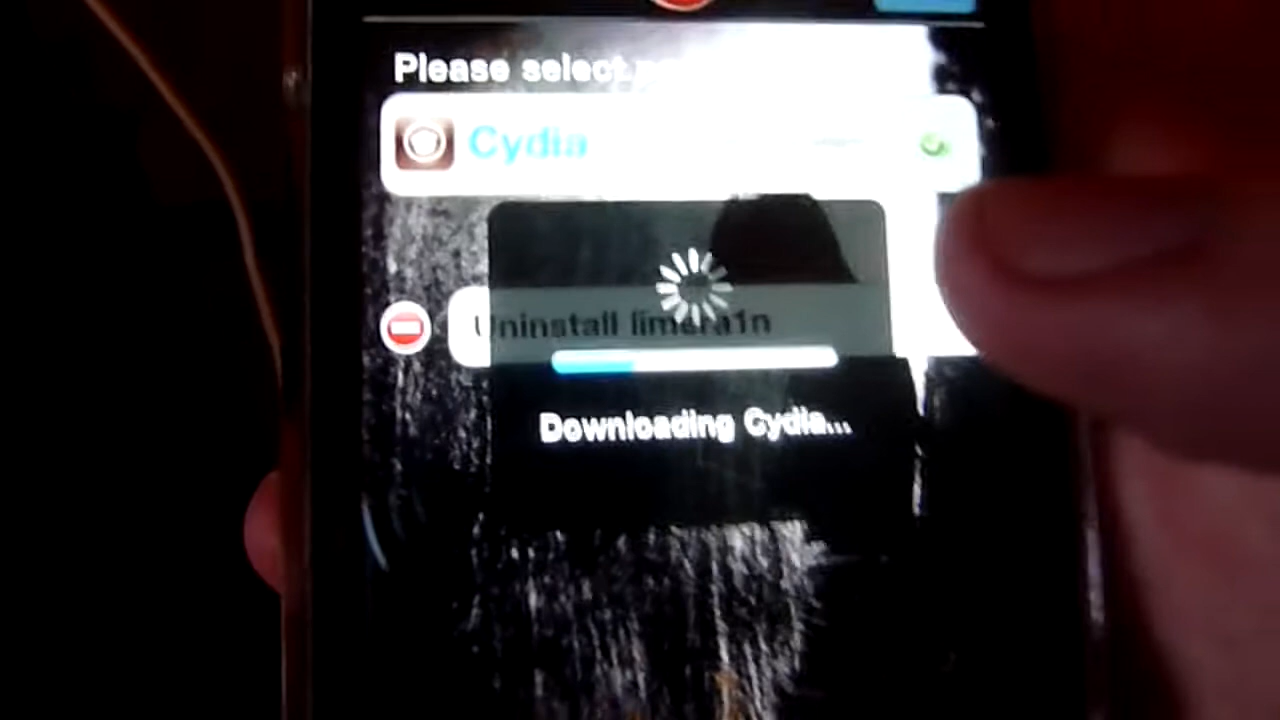 Please select
Cydia
Uninstall limera1n
Downloading Cydia...